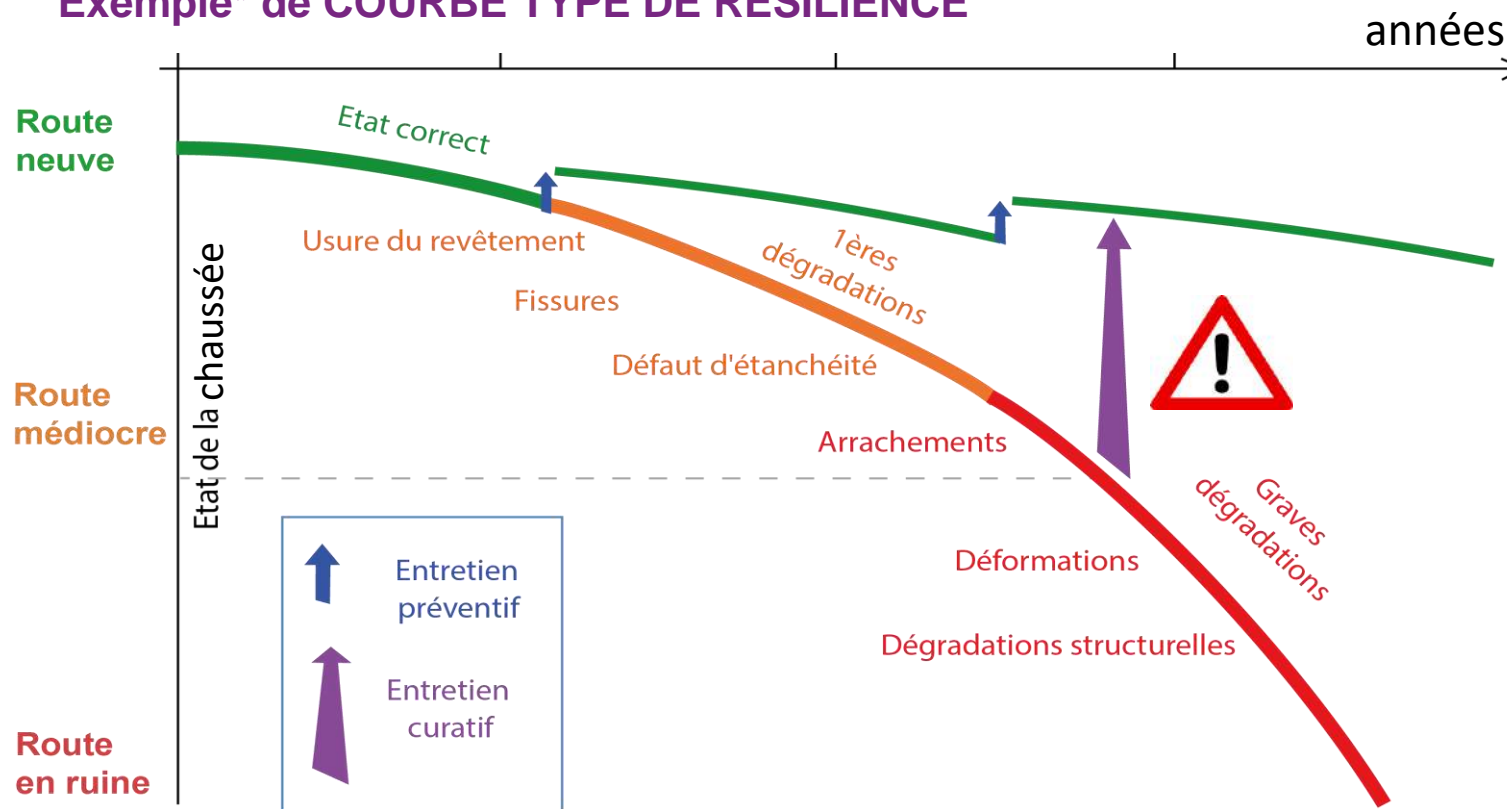 Exemple* de COURBE TYPE DE RESILIENCE
années
Route
neuve
Etat correct
Usure du revêtement
1ères
dégradations
Fissures
Défaut d'étanchéité
Etat de la chaussée
Route
médiocre
Arrachements
Graves
dégradations
Déformations
Dégradations structurelles
Entretien
préventif
Entretien
curatif
Route
en ruine